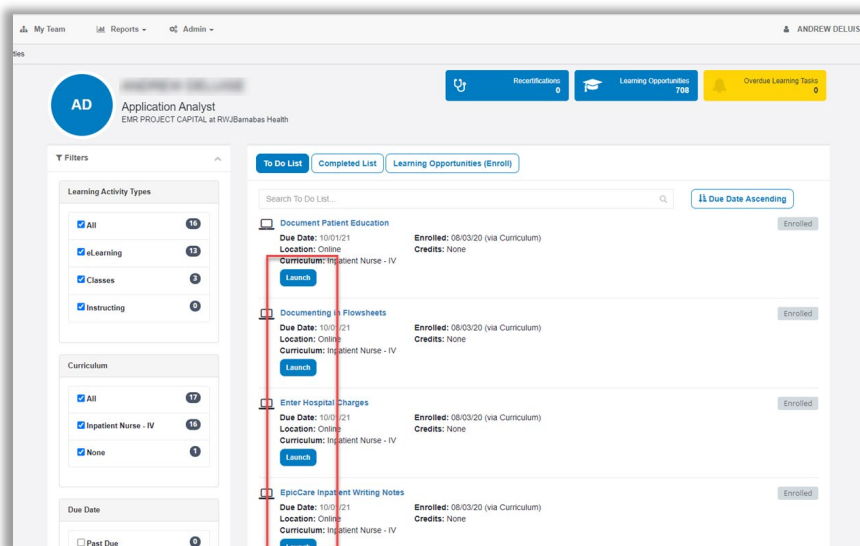 My Team Reports Admin ANDREW DELUIS
ties
AD
Application Analyst
EMR PROJECT CAPITAL at RWJBarnabas Health
Recertifications
0
Learning Opportunities
708
Overdue Learning Tasks
0
Filters
Learning Activity Types
All 16
eLearning 13
Classes 3
Instructing 0
Curriculum
All 17
Inpatient Nurse - IV 16
None 1
Due Date
Past Due 0
To Do List Completed List Learning Opportunities (Enroll)
Search To Do List... Due Date Ascending
Document Patient Education Enrolled
Due Date: 10/01/21 Enrolled: 08/03/20 (via Curriculum)
Location: Online Credits: None
Curriculum: Inpatient Nurse - IV
Launch
Documenting in Flowsheets Enrolled
Due Date: 10/01/21 Enrolled: 08/03/20 (via Curriculum)
Location: Online Credits: None
Curriculum: Inpatient Nurse - IV
Launch
Enter Hospital Charges Enrolled
Due Date: 10/01/21 Enrolled: 08/03/20 (via Curriculum)
Location: Online Credits: None
Curriculum: Inpatient Nurse - IV
Launch
EpicCare Inpatient Writing Notes Enrolled
Due Date: 10/01/21 Enrolled: 08/03/20 (via Curriculum)
Location: Online Credits: None
Curriculum: Inpatient Nurse - IV
Launch